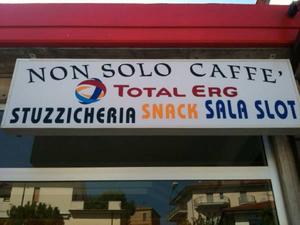 NON SOLO CAFFE'
TOTAL ERG
STUZZICHERIA SNACK SALA SLOT